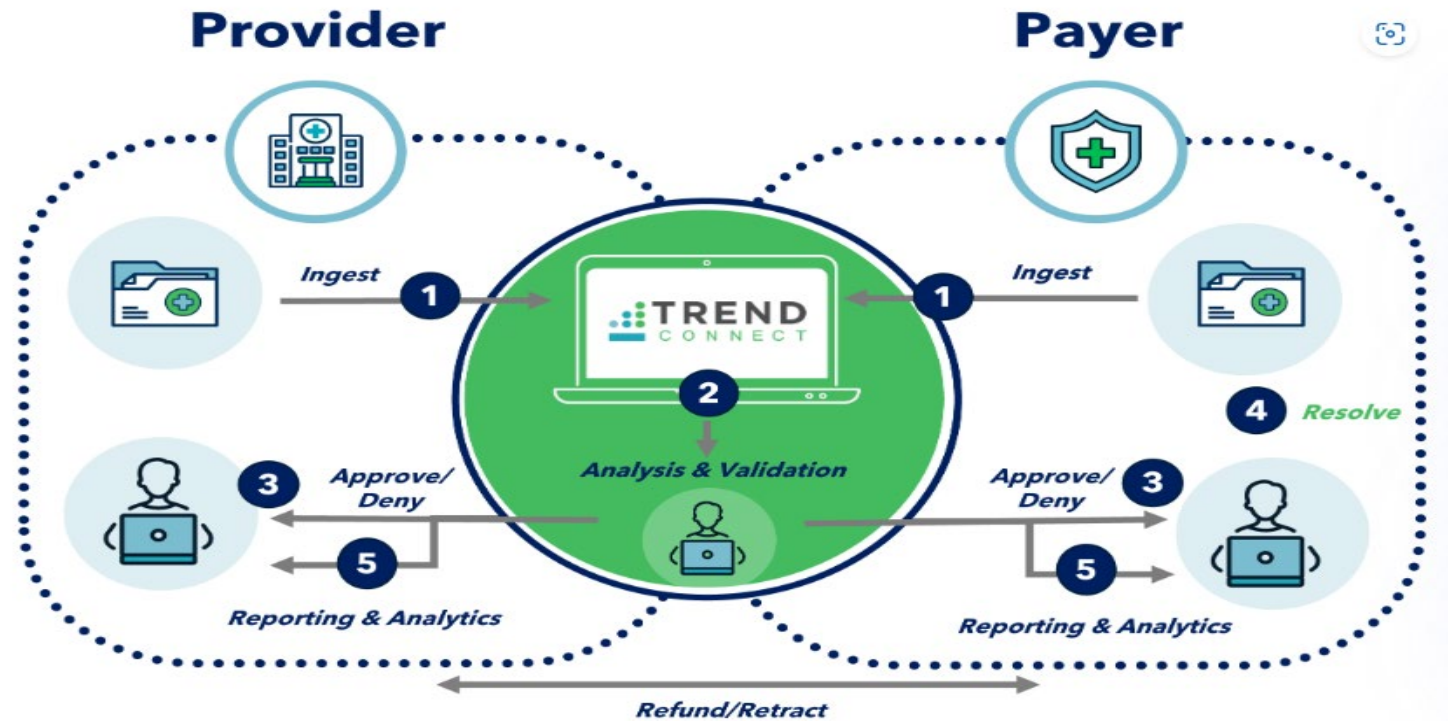 Provider
Payer
Ingest
1
1
Ingest
TREND
CONNECT
2
4
Resolve
Analysis & Validation
3
Approve/
Deny
Approve/
Deny
3
5
5
Reporting & Analytics
Reporting & Analytics
Refund/Retract